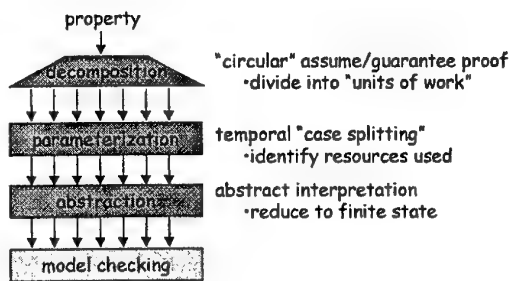 property
decomposition
"circular" assume/guarantee proof
•divide into "units of work"
parameterization
temporal "case splitting"
•identify resources used
abstractions
abstract interpretation
•reduce to finite state
model checking